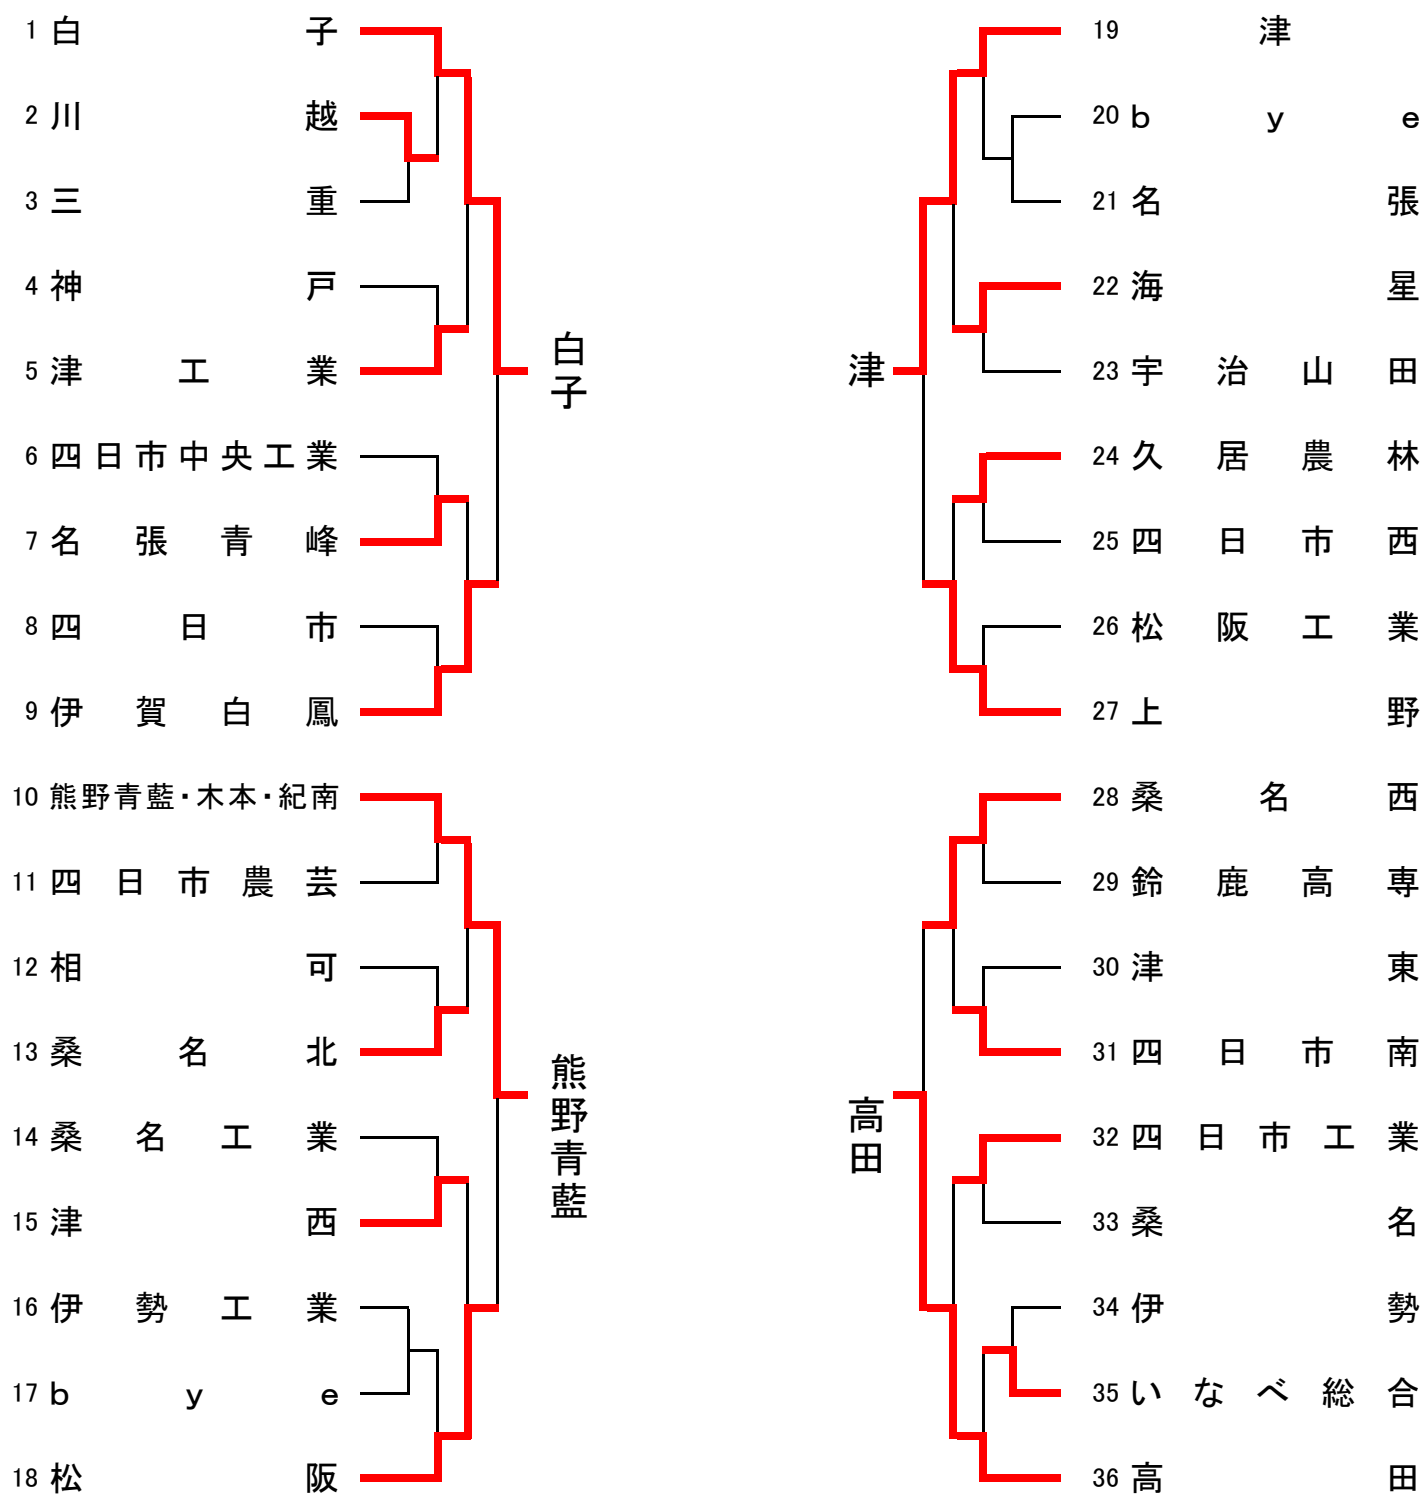 1 白子
2 川越
3 三重
4 神戸
5 津工業
6 四日市中央工業
7 名張青峰
8 四日市
9 伊賀白鳳
10 熊野青藍・木本・紀南
11 四日市農芸
12 相可
13 桑名北
14 桑名工業
15 津西
16 伊勢工業
17 bye
18 松阪
白子
熊野青藍
津
高田
19 津
20 bye
21 名張
22 海星
23 宇治山田
24 久居農林
25 四日市西
26 松阪工業
27 上野
28 桑名西
29 鈴鹿高専
30 津東
31 四日市南
32 四日市工業
33 桑名
34 伊勢
35 いなべ総合
36 高田